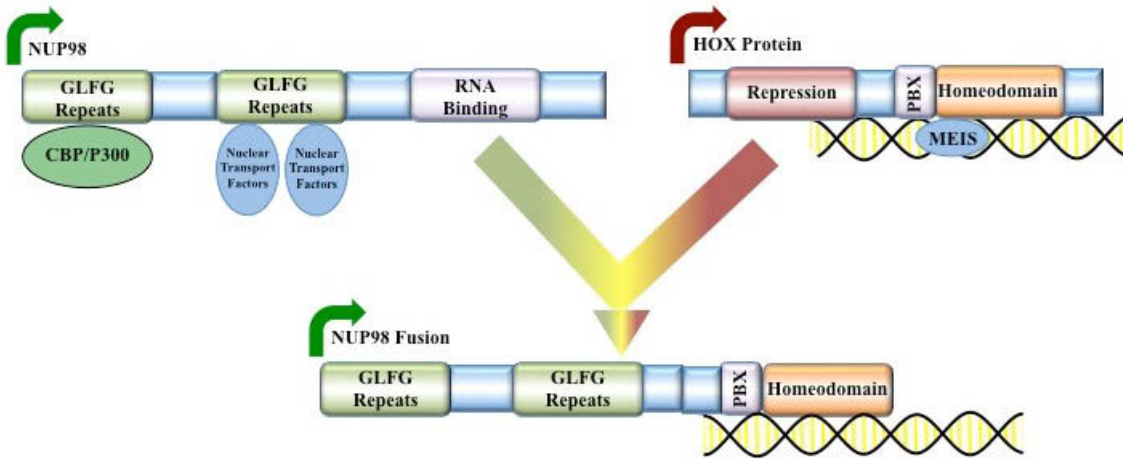 NUP98
GLFG
Repeats
GLFG
Repeats
RNA
Binding
CBP/P300
Nuclear
Transport
Factors
Nuclear
Transport
Factors
HOX Protein
Repression
PBX
Homeodomain
MEIS
NUP98 Fusion
GLFG
Repeats
GLFG
Repeats
PBX
Homeodomain